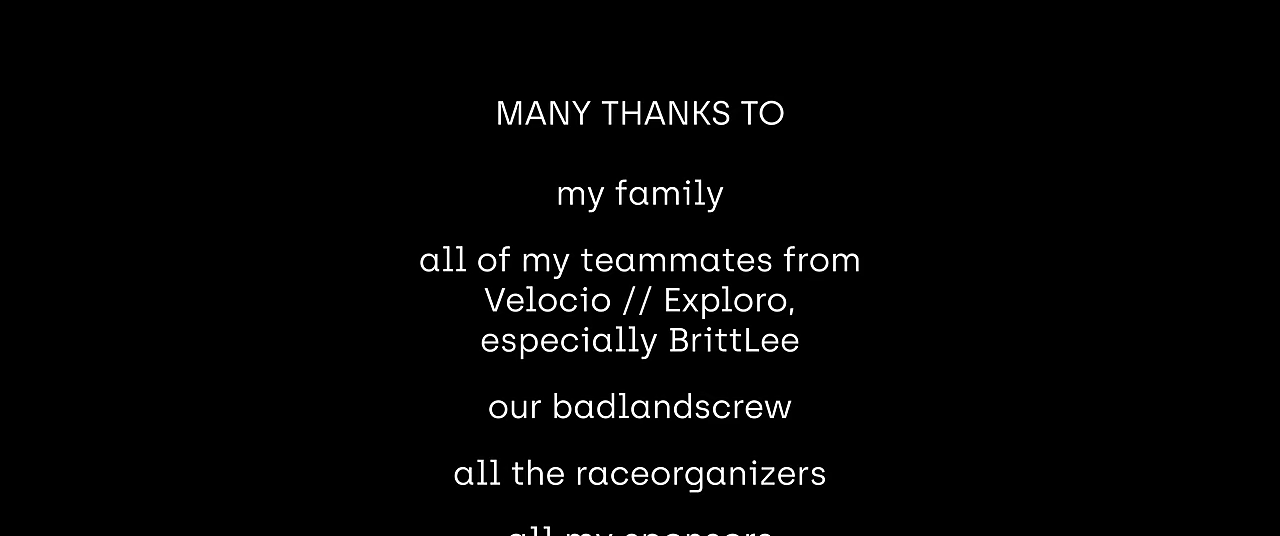 MANY THANKS TO
my family
all of my teammates from
Velocio // Exploro,
especially BrittLee
our badlandscrew
all the raceorganizers
all my sponsors